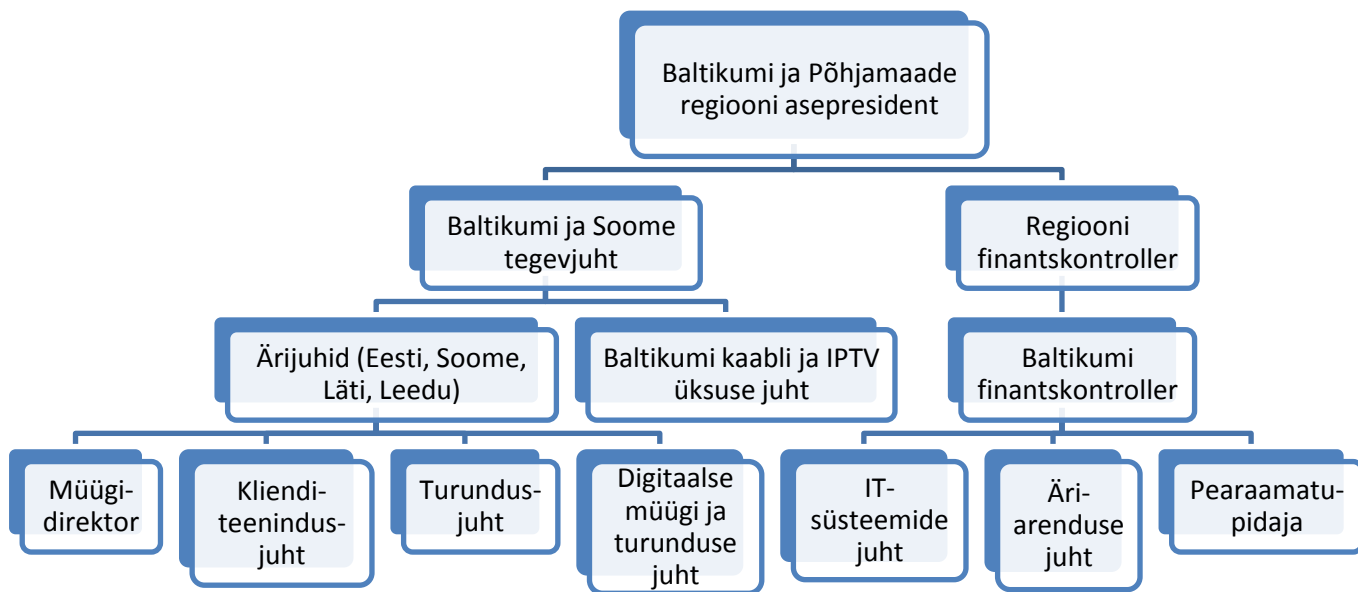 Baltikumi ja Põhjamaade
regiooni asepresident
Baltikumi ja Soome
tegevjuht
Regiooni
finantskontroller
Ärijuhid (Eesti, Soome,
Läti, Leedu)
Baltikumi kaabli ja IPTV
üksuse juht
Baltikumi
finantskontroller
Müügi-
direktor
Kliendi-
teenindus-
juht
Turundus-
juht
Digitaalse
müügi ja
turunduse
juht
IT-
süsteemide
juht
Äri-
arenduse
juht
Pearaamatu-
pidaja